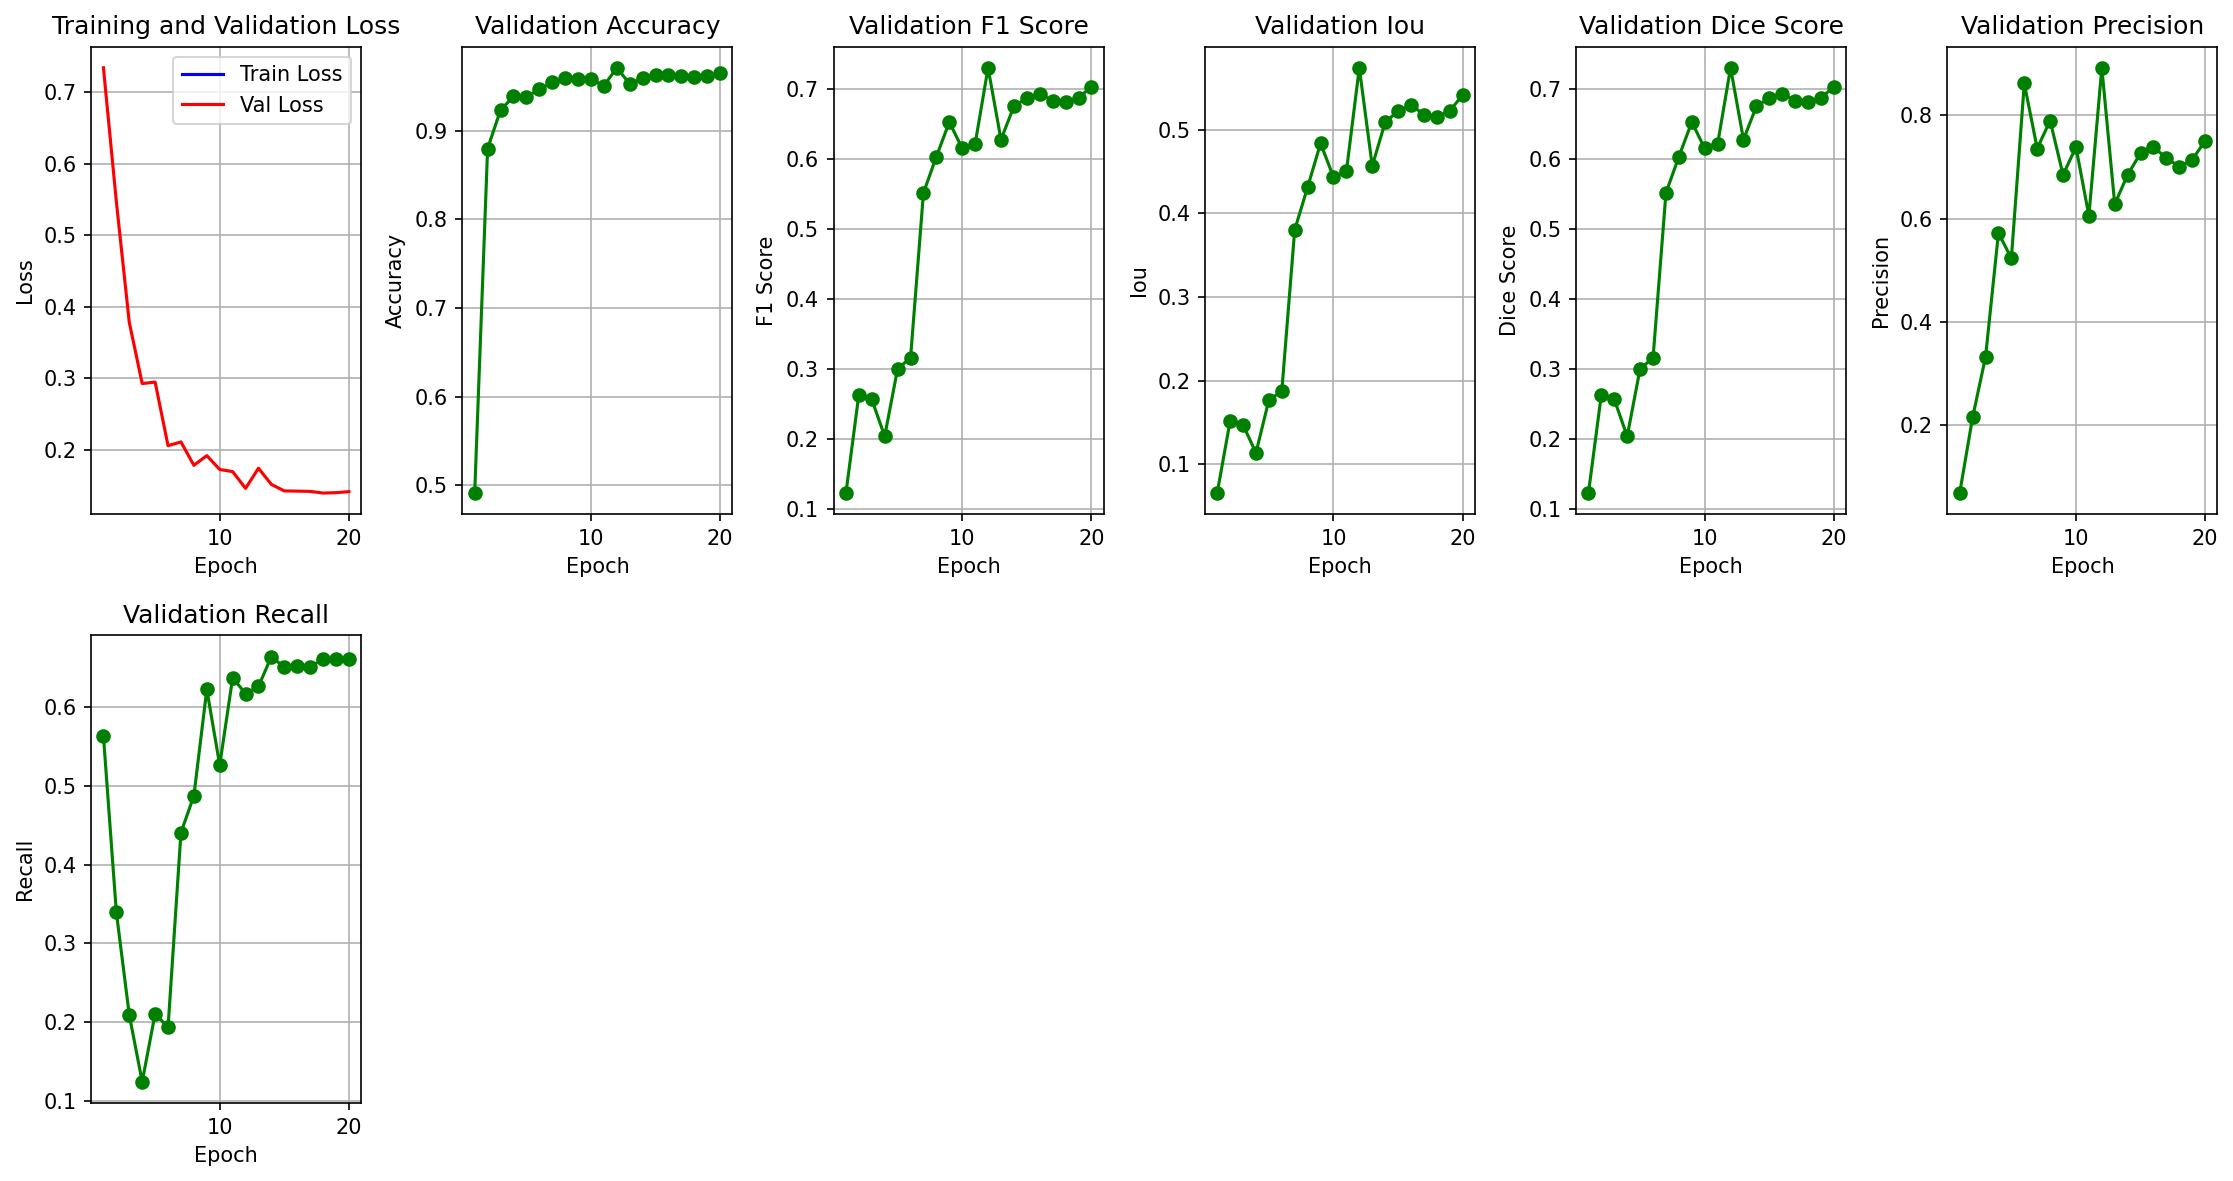 Training and Validation Loss
Train Loss
Val Loss
0.7
0.6
0.5
0.4
0.3
0.2
Loss
10
20
Epoch
Validation Accuracy
0.9
0.8
0.7
0.6
0.5
Accuracy
10
20
Epoch
Validation F1 Score
0.7
0.6
0.5
0.4
0.3
0.2
0.1
F1 Score
10
20
Epoch
Validation Iou
0.5
0.4
0.3
0.2
0.1
Iou
10
20
Epoch
Validation Dice Score
0.7
0.6
0.5
0.4
0.3
0.2
0.1
Dice Score
10
20
Epoch
Validation Precision
0.8
0.6
0.4
0.2
Precision
10
20
Epoch
Validation Recall
0.6
0.5
0.4
0.3
0.2
0.1
Recall
10
20
Epoch